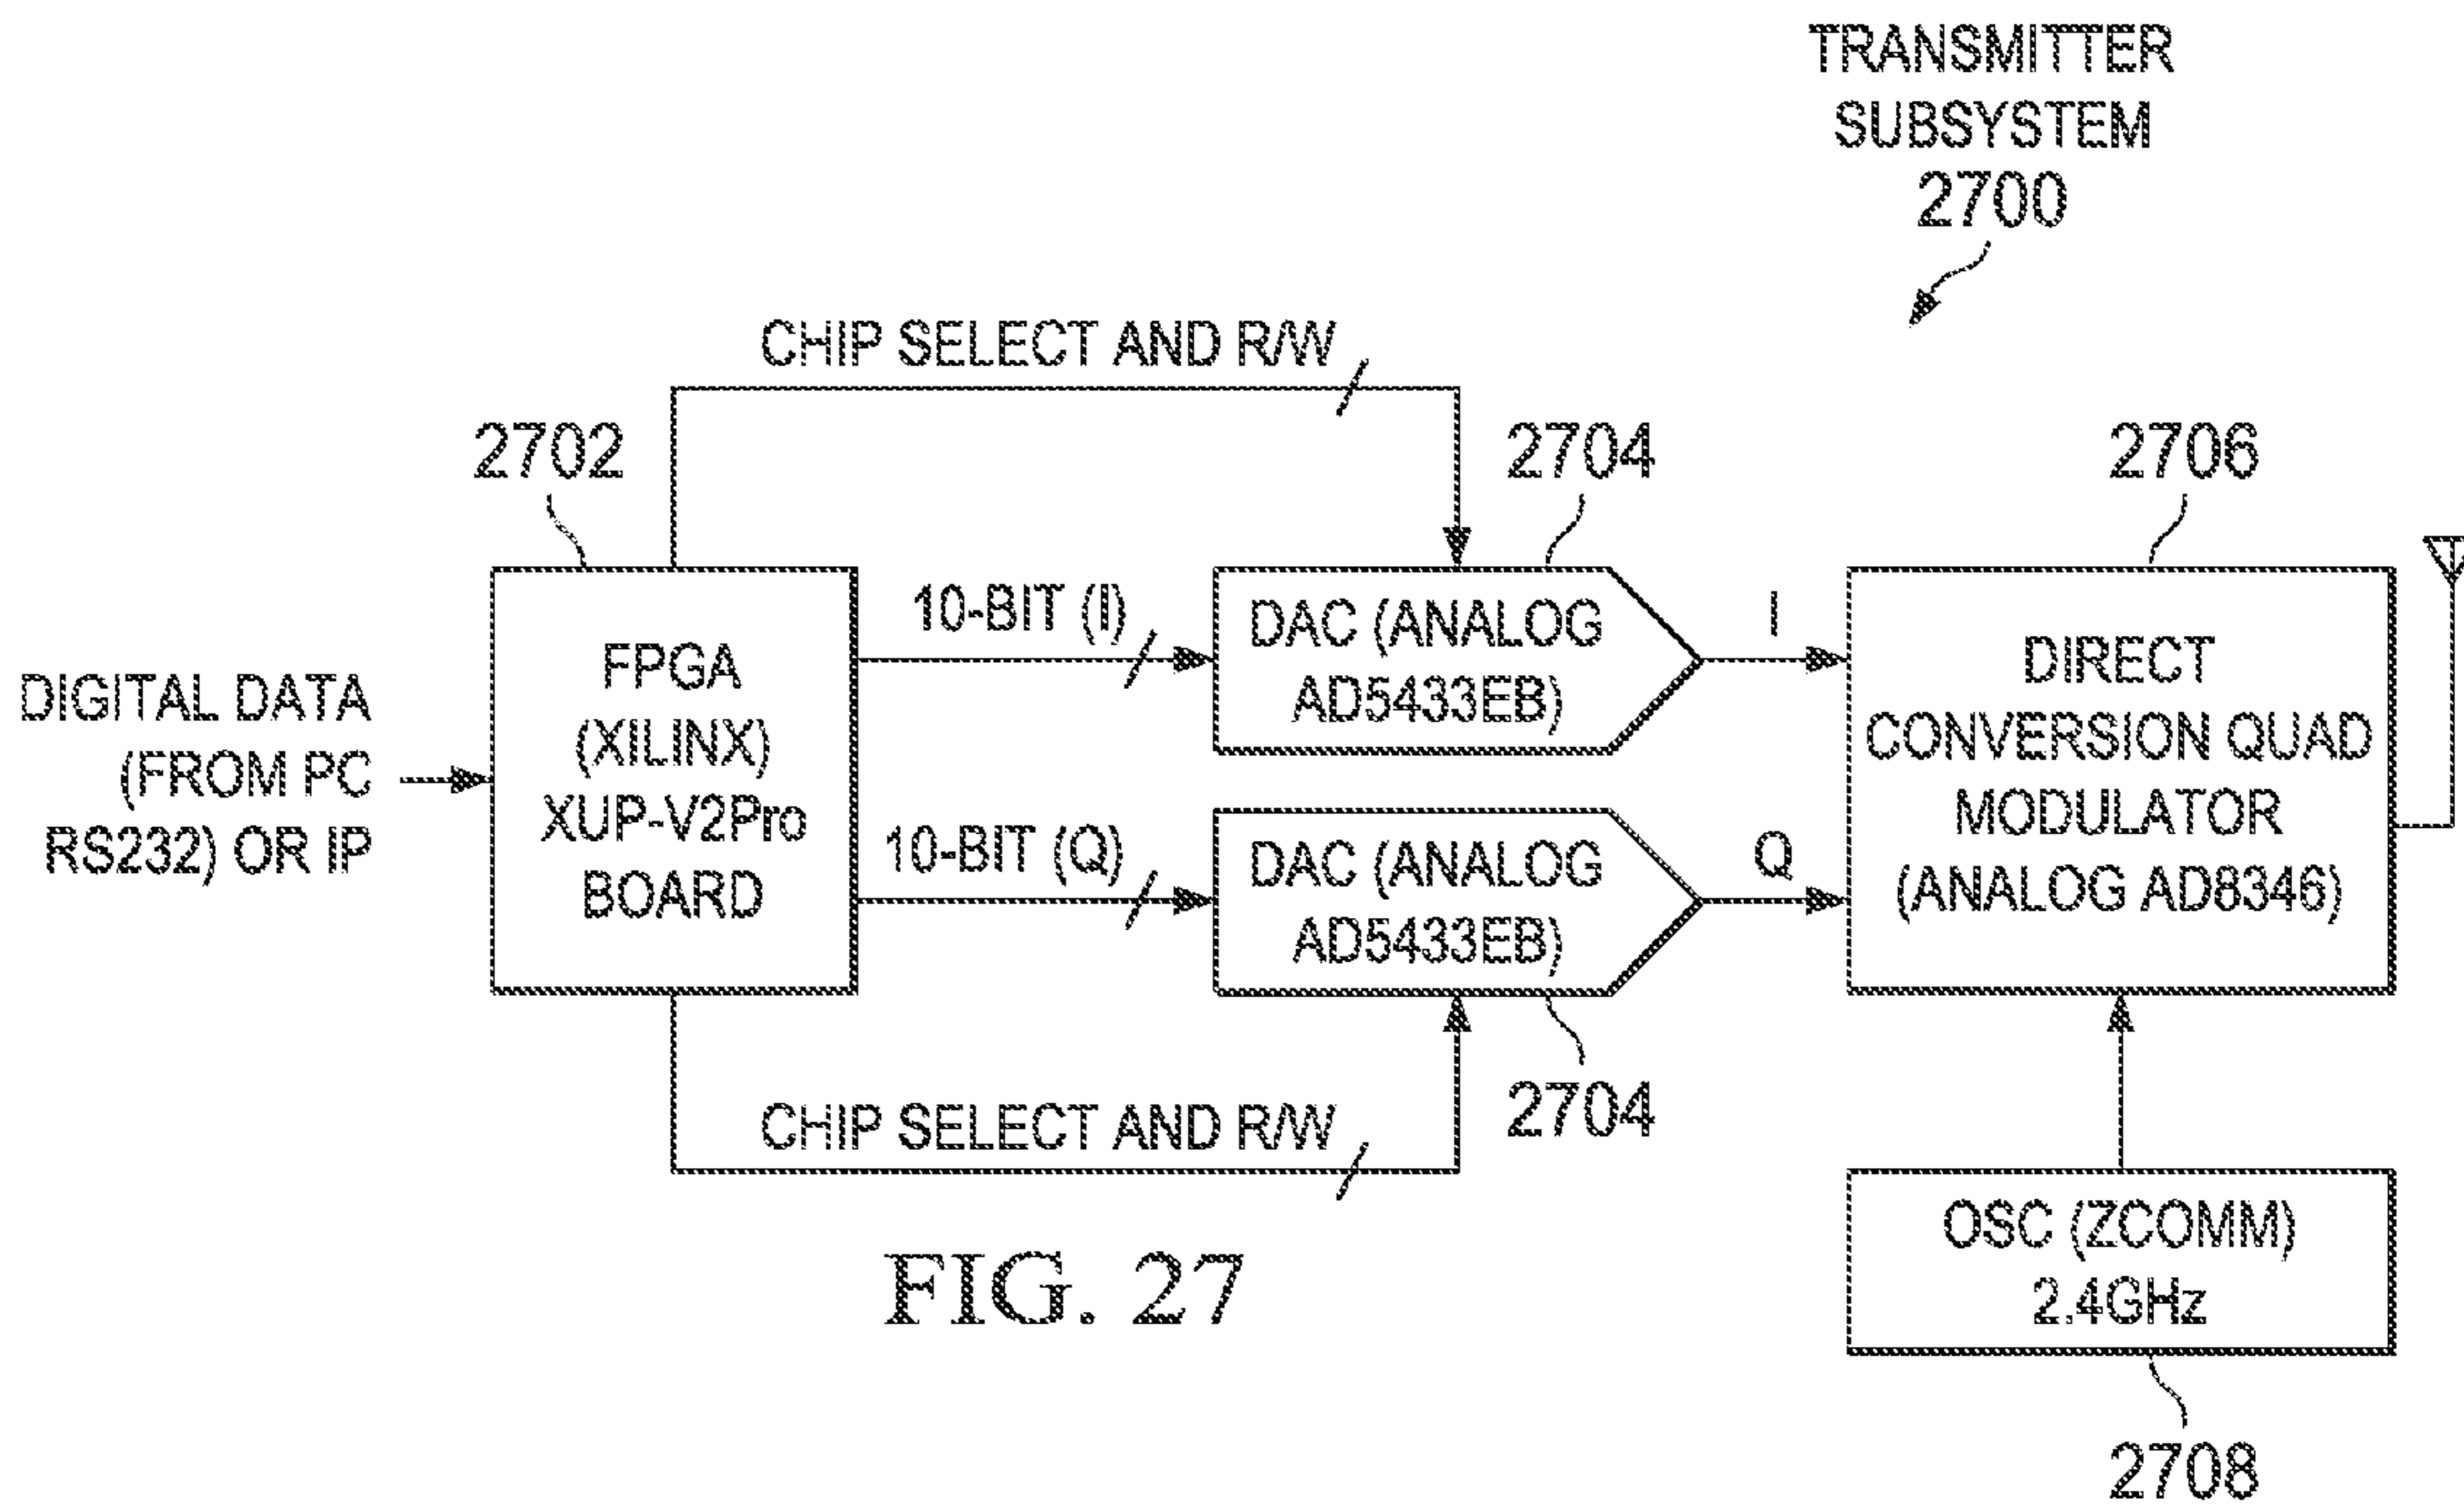 TRANSMITTER
SUBSYSTEM
2700
CHIP SELECT AND R/W
2702
2704
2706
10-BIT (I)
DAC (ANALOG
AD5433EB)
I
FPGA
(XILINX)
XUP-V2Pro
BOARD
DIGITAL DATA
(FROM PC
RS232) OR IP
DIRECT
CONVERSION QUAD
MODULATOR
(ANALOG AD8346)
10-BIT (Q)
DAC (ANALOG
AD5433EB)
Q
CHIP SELECT AND R/W
2704
OSC (ZCOMM)
2.4GHz
FIG. 27
2708